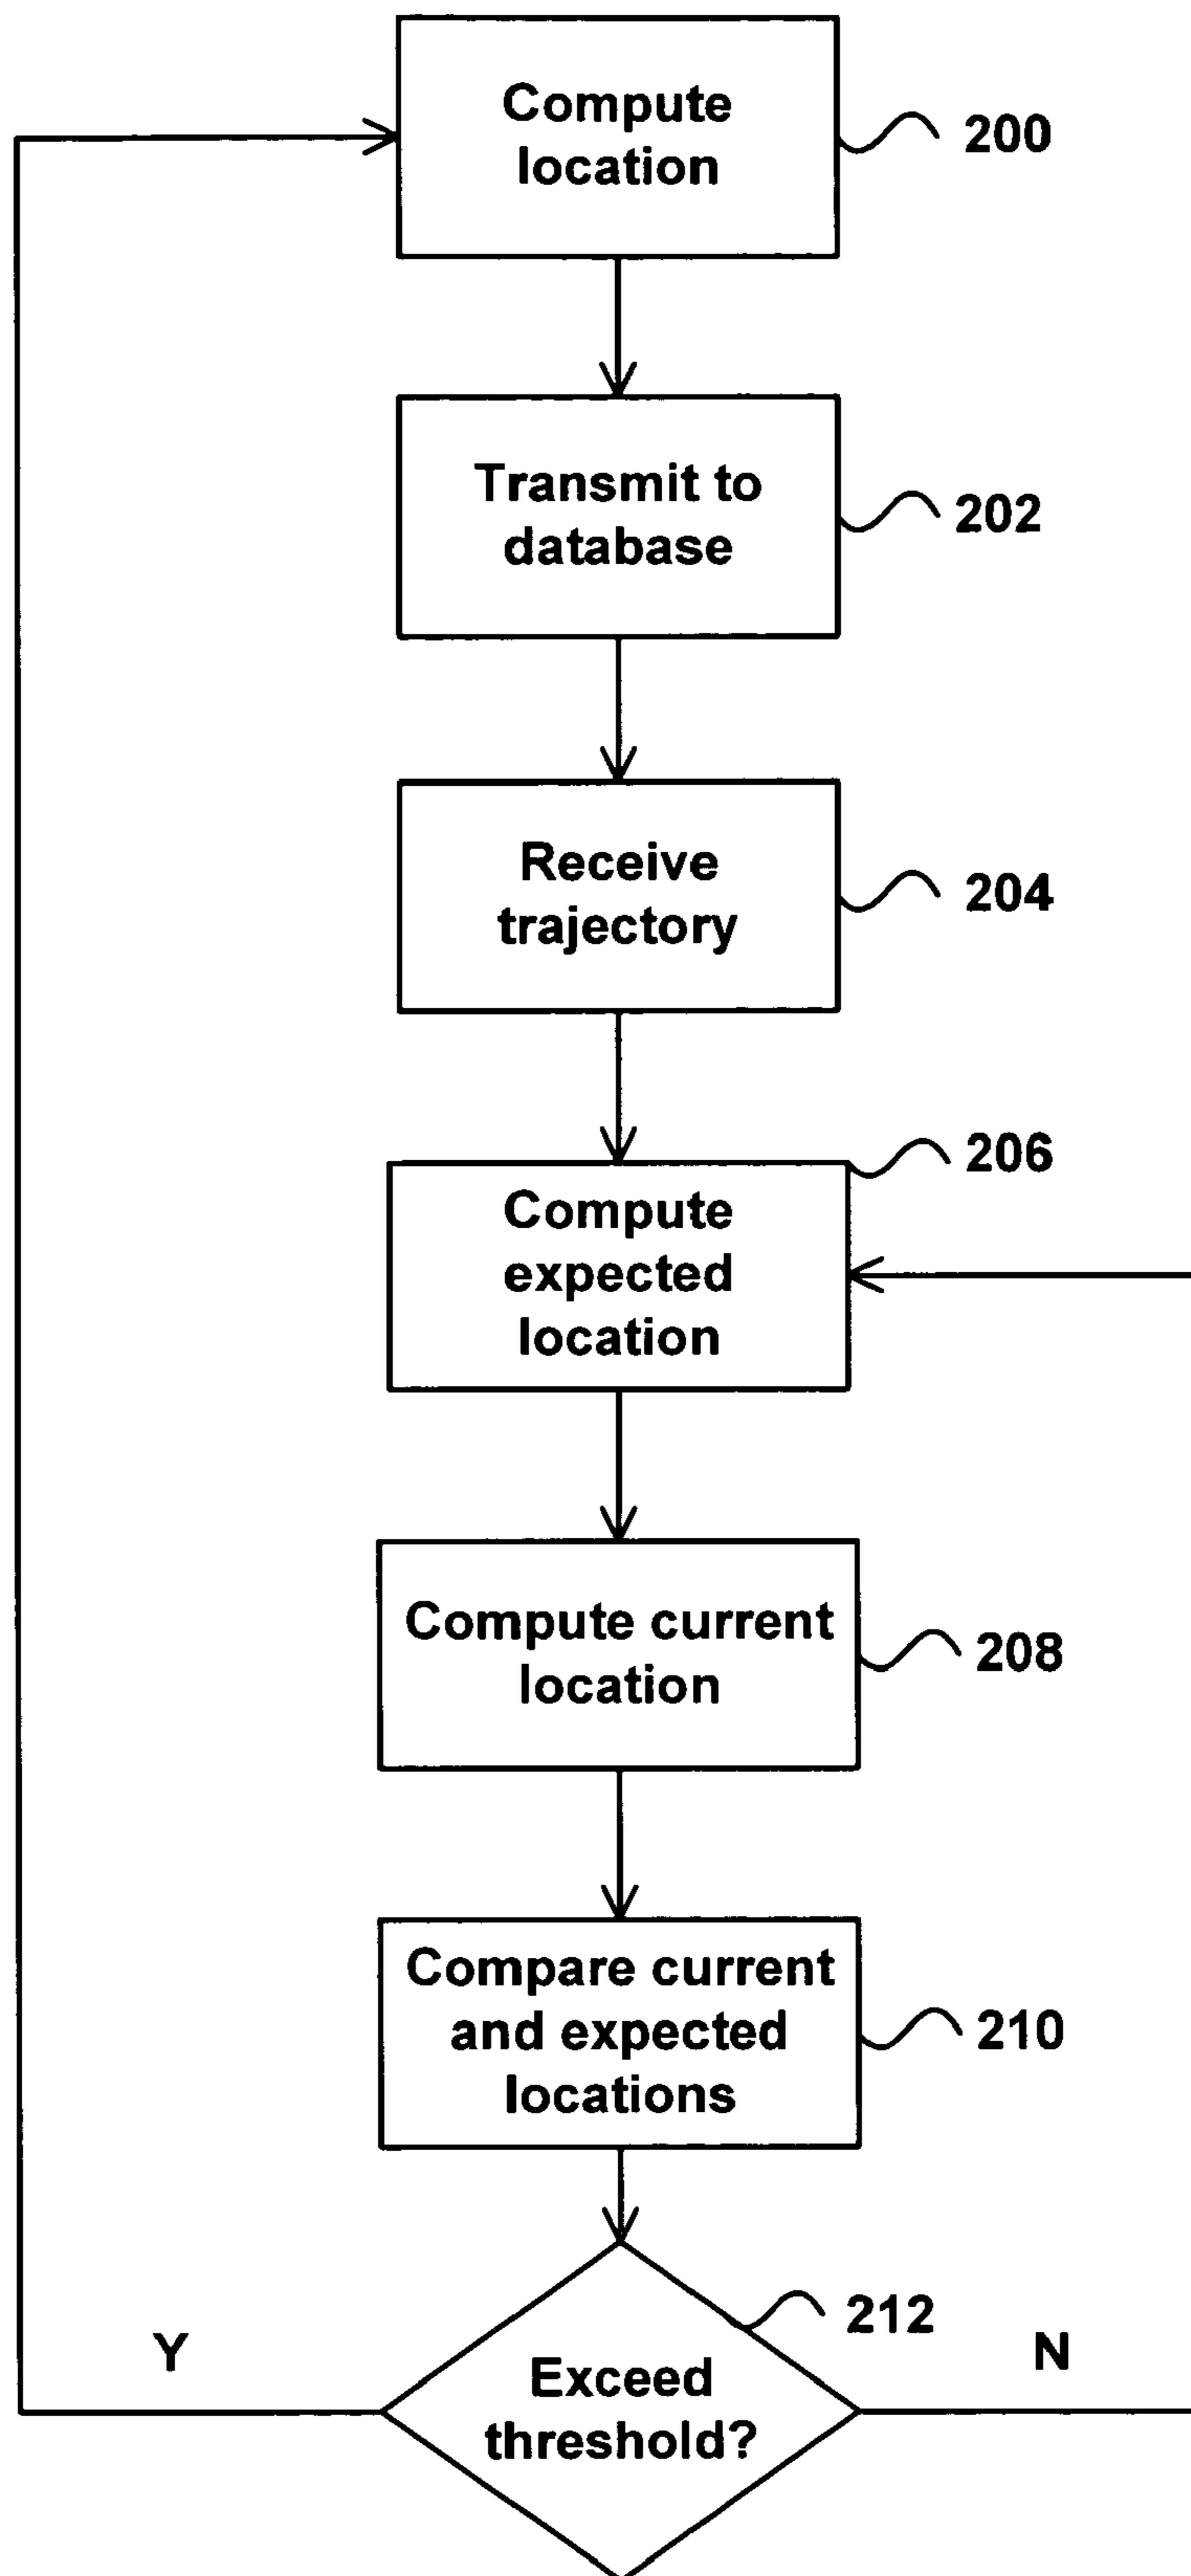 Compute
location
200
Transmit to
database
202
Receive
trajectory
204
206
Compute
expected
location
Compute current
location
208
Compare current
and expected
locations
210
212
Y
N
Exceed
threshold?